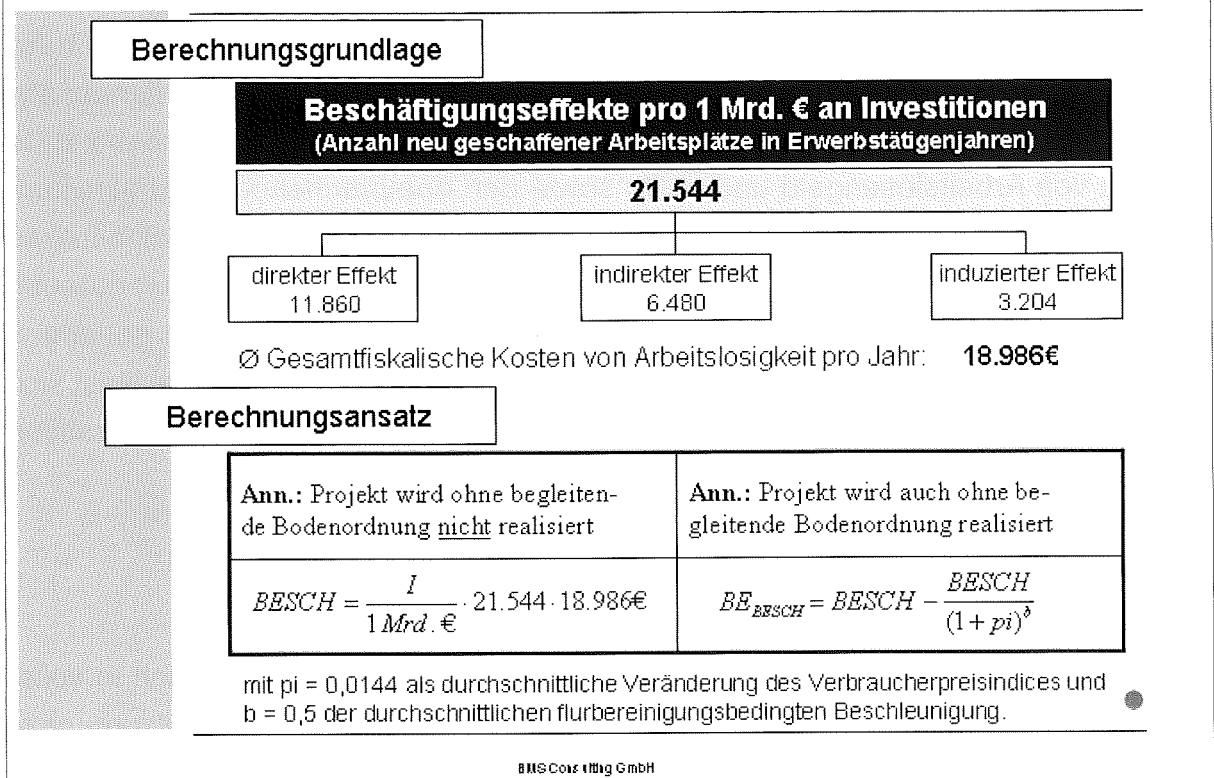 Berechnungsgrundlage
Beschäftigungseffekte pro 1 Mrd. € an Investitionen
(Anzahl neu geschaffener Arbeitsplätze in Erwerbstätigenjahren)
21.544
direkter Effekt
11.860
indirekter Effekt
6.480
induzierter Effekt
3.204
Ø Gesamtfiskalische Kosten von Arbeitslosigkeit pro Jahr: 18.986€
Berechnungsansatz
Ann.: Projekt wird ohne begleiten-
de Bodenordnung nicht realisiert
Ann.: Projekt wird auch ohne be-
gleitende Bodenordnung realisiert
BESCH = I / 1 Mrd. € · 21.544 · 18.986€
BE_BESCH = BESCH − BESCH / (1 + pi)^b
mit pi = 0,0144 als durchschnittliche Veränderung des Verbraucherpreisindices und
b = 0,5 der durchschnittlichen flurbereinigungsbedingten Beschleunigung.
BMS Consulting GmbH